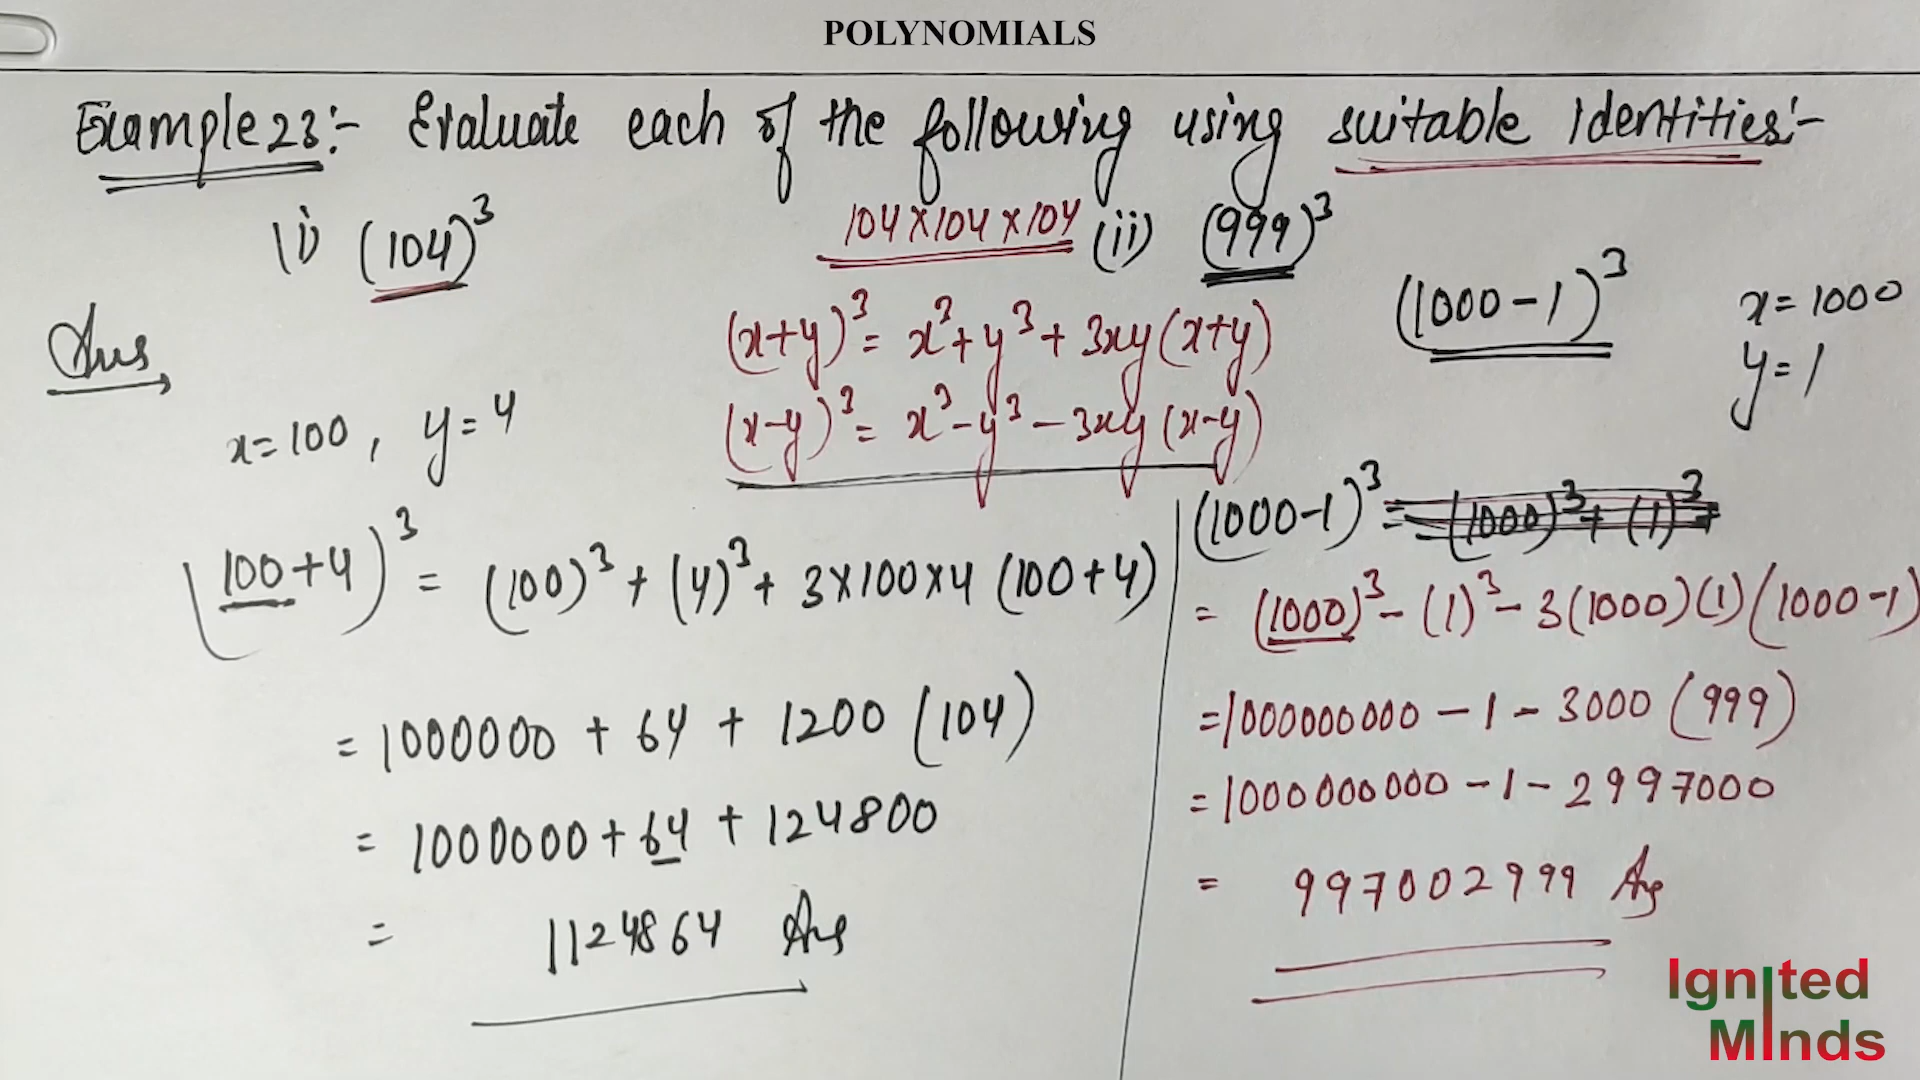 POLYNOMIALS
Example 23:- Evaluate each of the following using suitable identities:-
(i) (104)³ 104×104×104 (ii) (999)³
Ans
x=100, y=4
(x+y)³ = x³+y³+3xy(x+y)
(x-y)³ = x³-y³-3xy(x-y)
(1000-1)³
x=1000
y=1
(100+4)³ = (100)³+(4)³+3×100×4(100+4)
=1000000+64+1200(104)
=1000000+64+124800
= 1124864 Ans
(1000-1)³= (1000)³+(1)³+
= (1000)³-(1)³-3(1000)(1)(1000-1)
=1000000000-1-3000(999)
=1000000000-1-2997000
= 997002999 Ans
Ignited
Minds